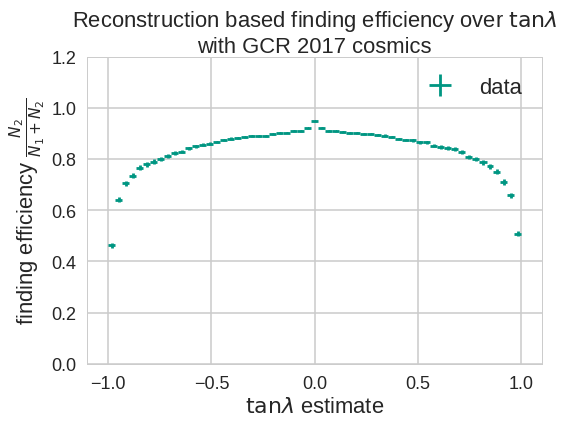 Reconstruction based finding efficiency over tanλ
with GCR 2017 cosmics
finding efficiency N₂ / N₁ + N₂
1.2
1.0
0.8
0.6
0.4
0.2
0.0
data
−1.0 −0.5 0.0 0.5 1.0
tanλ estimate